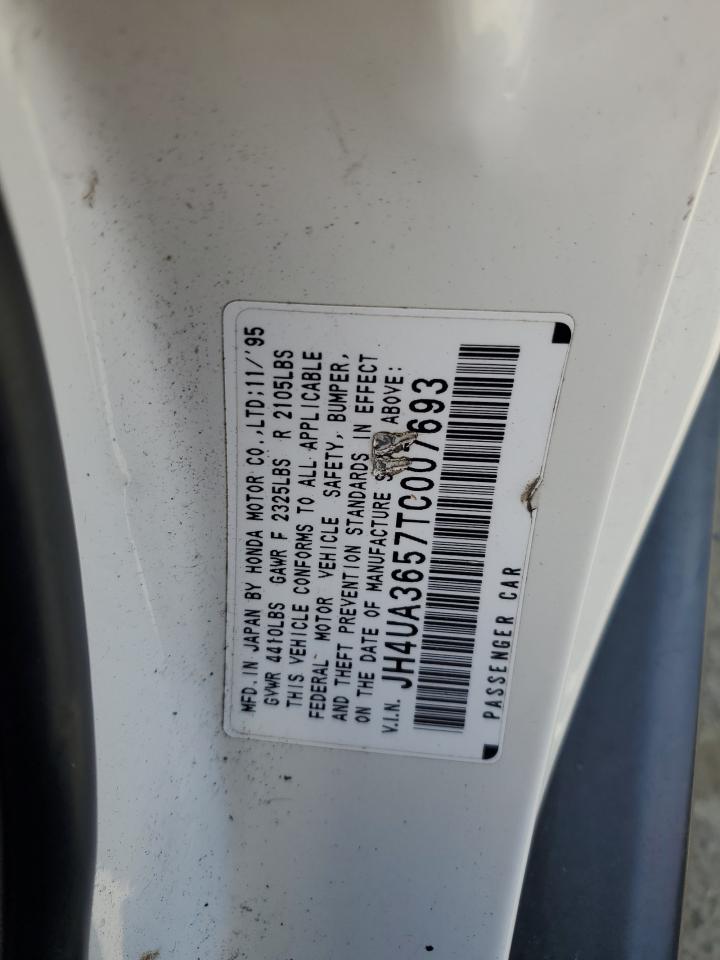 MFD. IN JAPAN BY HONDA MOTOR CO., LTD; 11/'95
GVWR 4410LBS GAWR F 2325LBS R 2105LBS
THIS VEHICLE CONFORMS TO ALL APPLICABLE
FEDERAL MOTOR VEHICLE SAFETY, BUMPER,
AND THEFT PREVENTION STANDARDS IN EFFECT
ON THE DATE OF MANUFACTURE ABOVE:
V.I.N. JH4UA3657TC007693
PASSENGER CAR